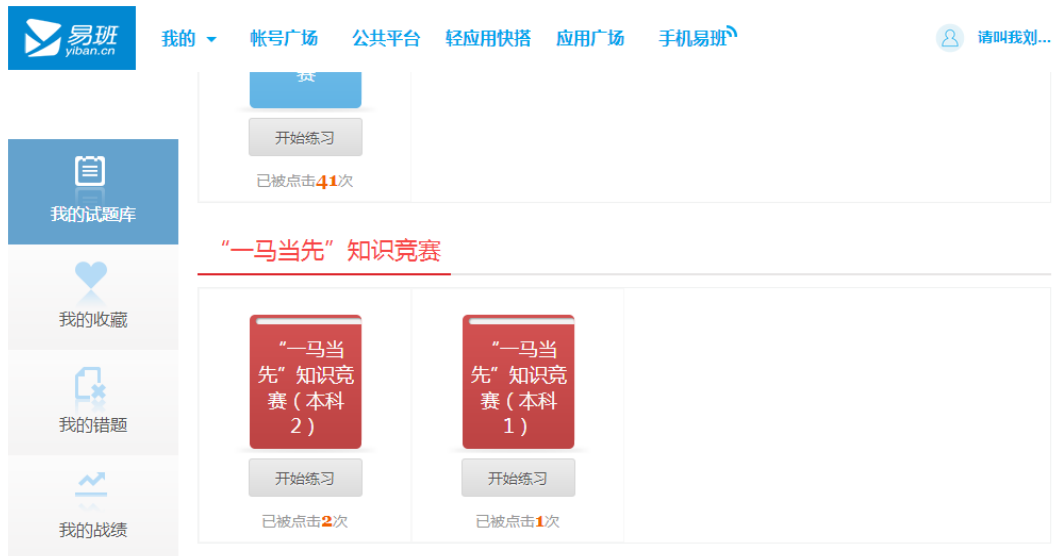 易班
yiban.cn
我的
帐号广场
公共平台
轻应用快搭
应用广场
手机易班
请叫我刘...
赛
开始练习
已被点击41次
我的试题库
我的收藏
我的错题
我的战绩
“一马当先”知识竞赛
“一马当
先”知识竞
赛（本科
2）
开始练习
已被点击2次
“一马当
先”知识竞
赛（本科
1）
开始练习
已被点击1次